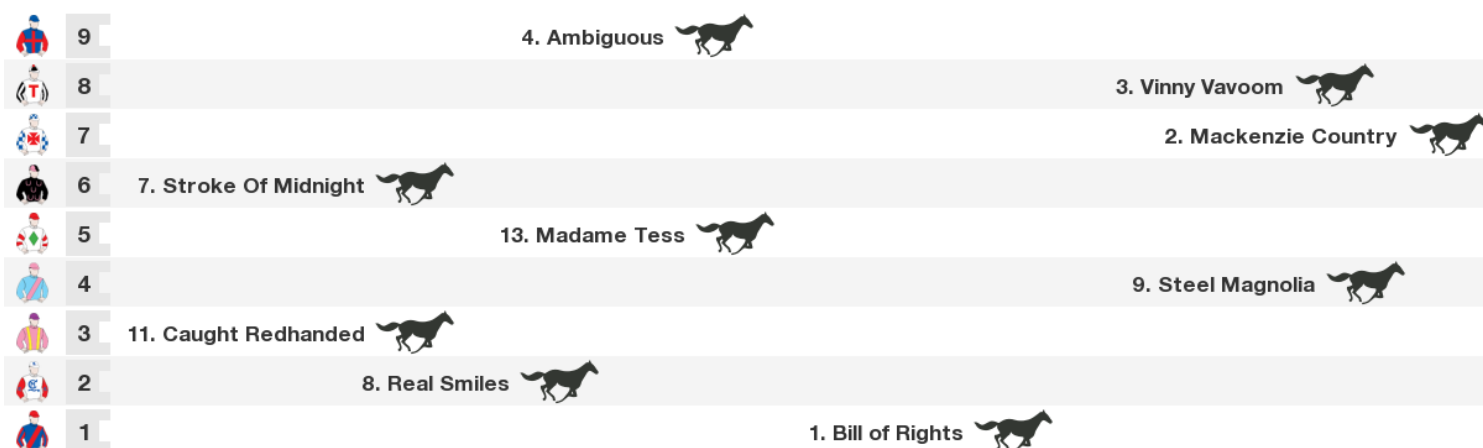 9 4. Ambiguous
8 3. Vinny Vavoom
7 2. Mackenzie Country
6 7. Stroke Of Midnight
5 13. Madame Tess
4 9. Steel Magnolia
3 11. Caught Redhanded
2 8. Real Smiles
1 1. Bill of Rights